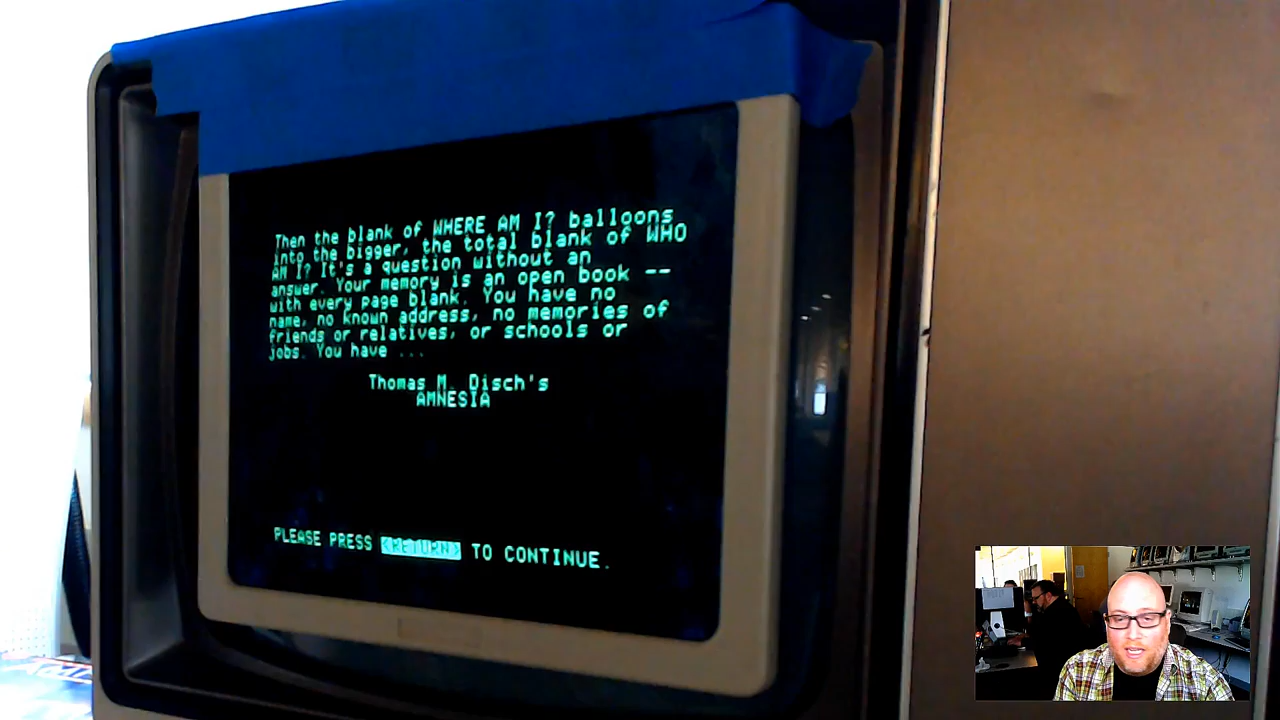 Then the blank of WHERE AM I? balloons
into the bigger, the total blank of WHO
AM I? It's a question without an
answer. Your memory is an open book --
with every page blank. You have no
name, no known address, no memories of
friends or relatives, or schools or
jobs. You have ...
Thomas M. Disch's
AMNESIA
PLEASE PRESS <RETURN> TO CONTINUE.